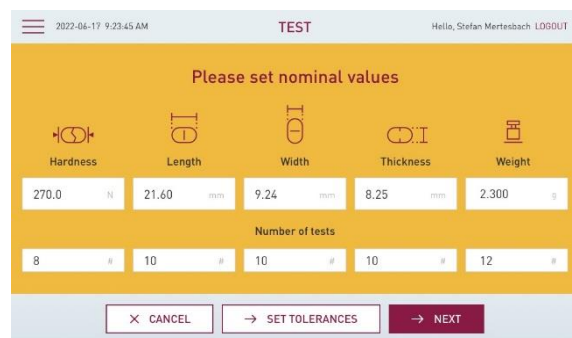 2022-06-17 9:23:45 AM TEST Hello, Stefan Mertesbach LOGOUT
Please set nominal values
Hardness Length Width Thickness Weight
270.0 N 21.60 mm 9.24 mm 8.25 mm 2.300 g
Number of tests
8 # 10 # 10 # 10 # 12 #
× CANCEL → SET TOLERANCES → NEXT